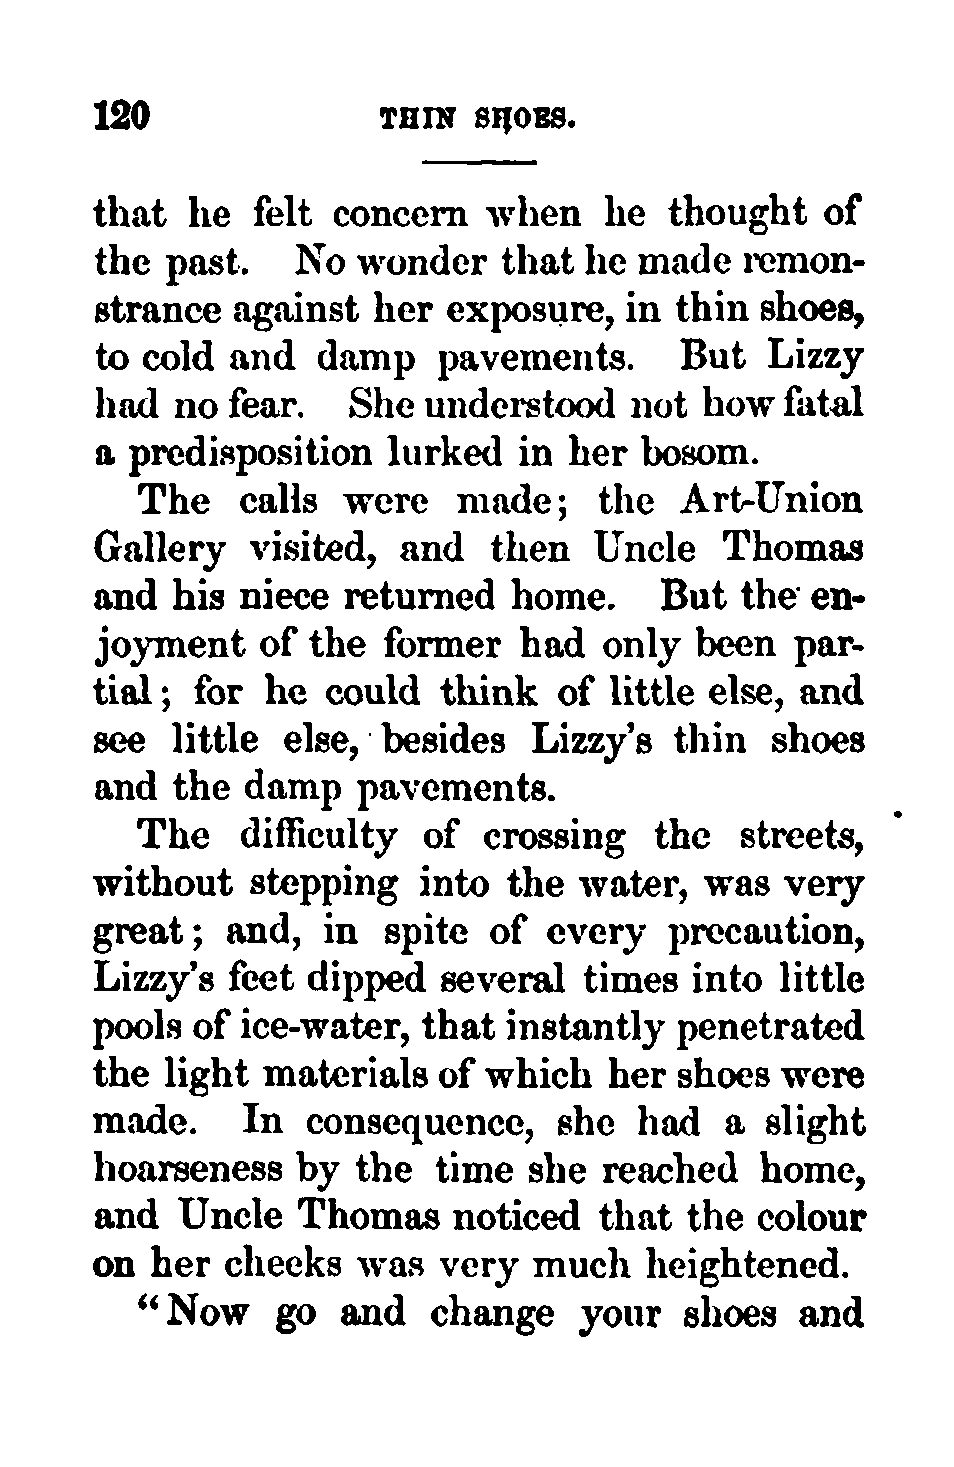 120 THIN SHOES.
that he felt concern when he thought of
the past. No wonder that he made remon-
strance against her exposure, in thin shoes,
to cold and damp pavements. But Lizzy
had no fear. She understood not how fatal
a predisposition lurked in her bosom.
The calls were made; the Art-Union
Gallery visited, and then Uncle Thomas
and his niece returned home. But the en-
joyment of the former had only been par-
tial; for he could think of little else, and
see little else, besides Lizzy's thin shoes
and the damp pavements.
The difficulty of crossing the streets,
without stepping into the water, was very
great; and, in spite of every precaution,
Lizzy's feet dipped several times into little
pools of ice-water, that instantly penetrated
the light materials of which her shoes were
made. In consequence, she had a slight
hoarseness by the time she reached home,
and Uncle Thomas noticed that the colour
on her cheeks was very much heightened.
"Now go and change your shoes and